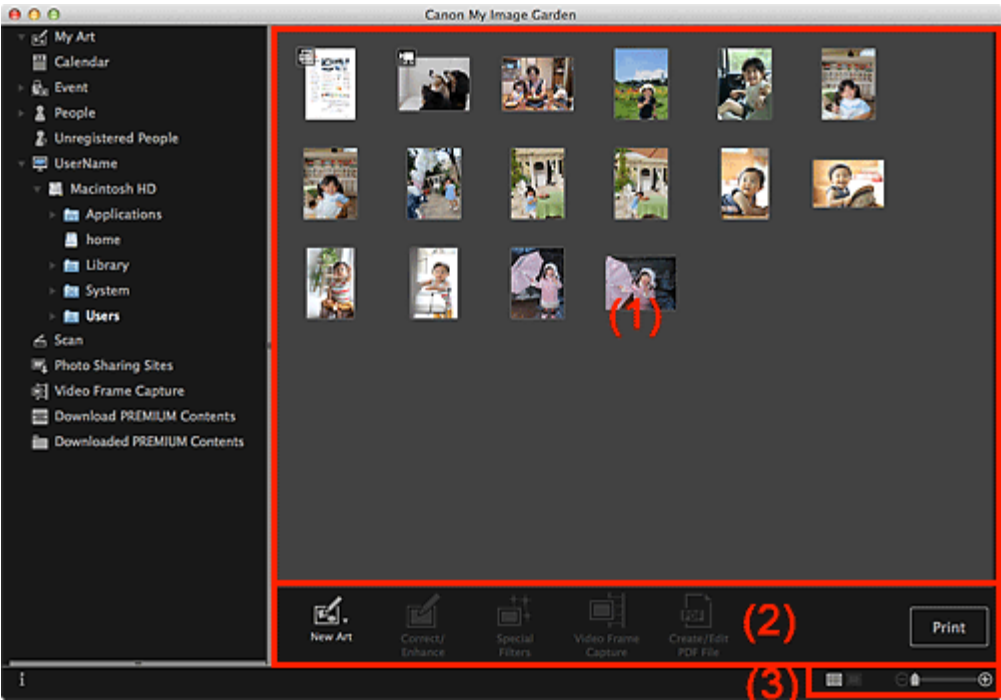 Canon My Image Garden
My Art
Calendar
Event
People
Unregistered People
UserName
Macintosh HD
Applications
home
Library
System
Users
Scan
Photo Sharing Sites
Video Frame Capture
Download PREMIUM Contents
Downloaded PREMIUM Contents
(1)
New Art
Correct/
Enhance
Special
Filters
Video Frame
Capture
Create/Edit
PDF File
(2)
Print
i
(3)